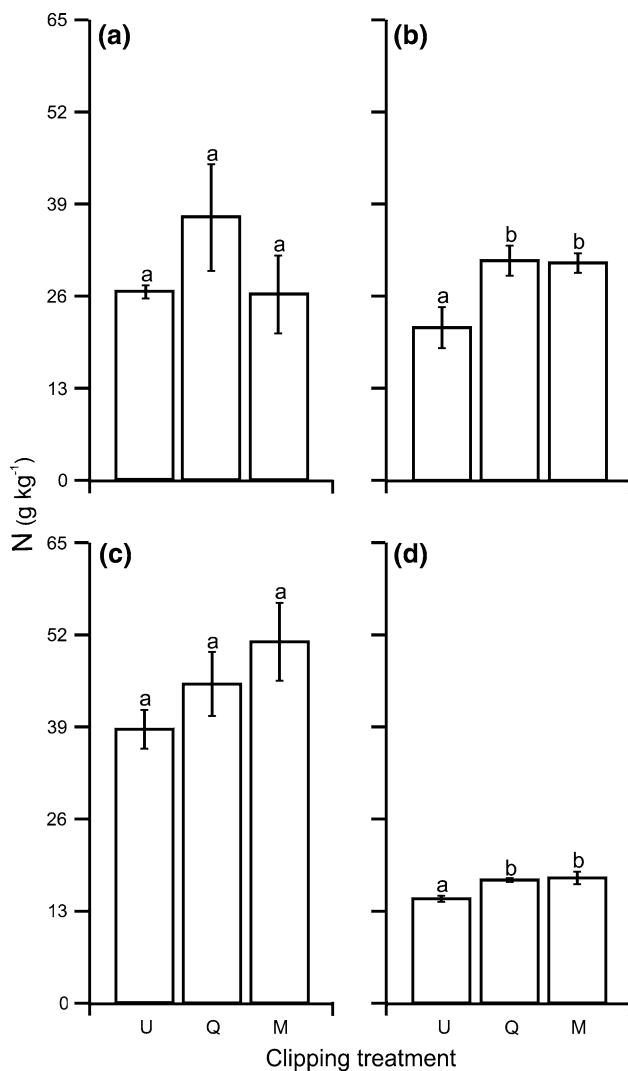 65
(a)
(b)
52
a
39
b
b
a
a
26
a
13
0
N (g kg-1)
65
(c)
(d)
a
52
a
a
39
26
b
b
a
13
0
U Q M U Q M
Clipping treatment